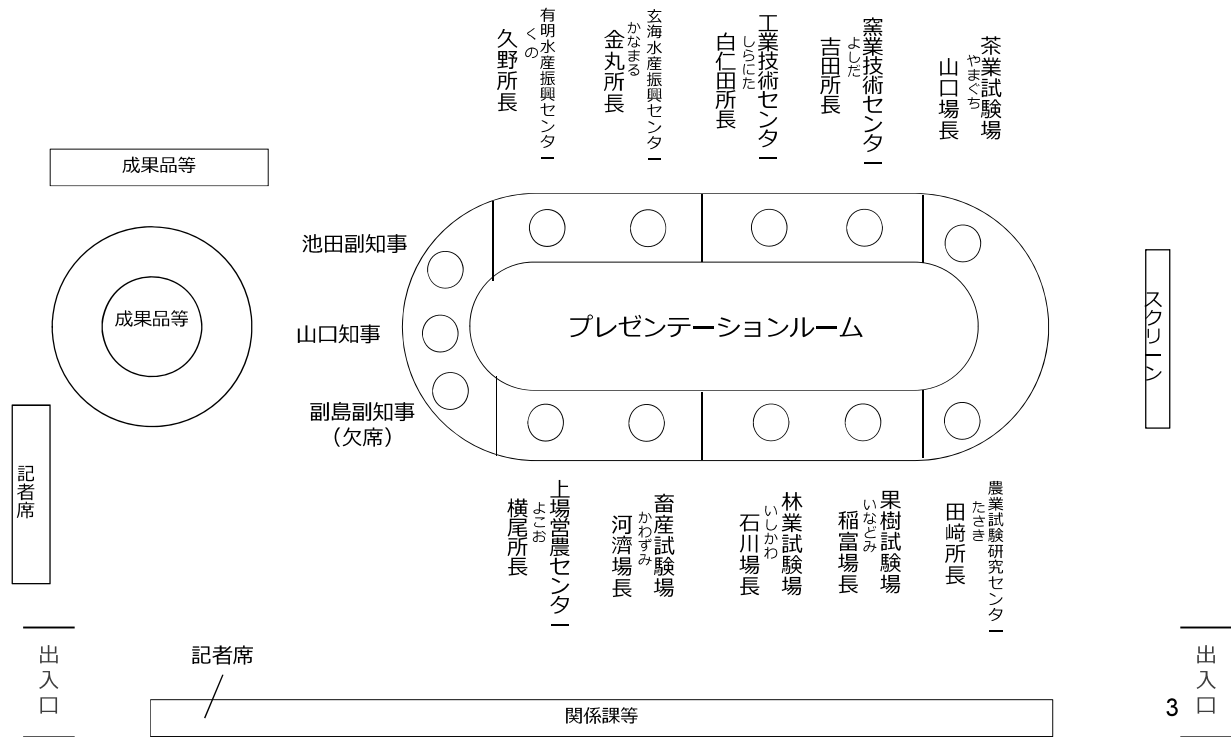 有明水産振興センター
くの
久野所長
玄海水産振興センター
かなまる
金丸所長
工業技術センター
しらにた
白仁田所長
窯業技術センター
よしだ
吉田所長
茶業試験場
やまぐち
山口場長
成果品等
池田副知事
成果品等
山口知事
プレゼンテーションルーム
スクリーン
副島副知事
（欠席）
記者席
上場営農センター
よこお
横尾所長
畜産試験場
かわずみ
河濟場長
林業試験場
いしかわ
石川場長
果樹試験場
いなどみ
稲富場長
農業試験研究センター
たさき
田﨑所長
出入口
記者席
関係課等
出入口
3